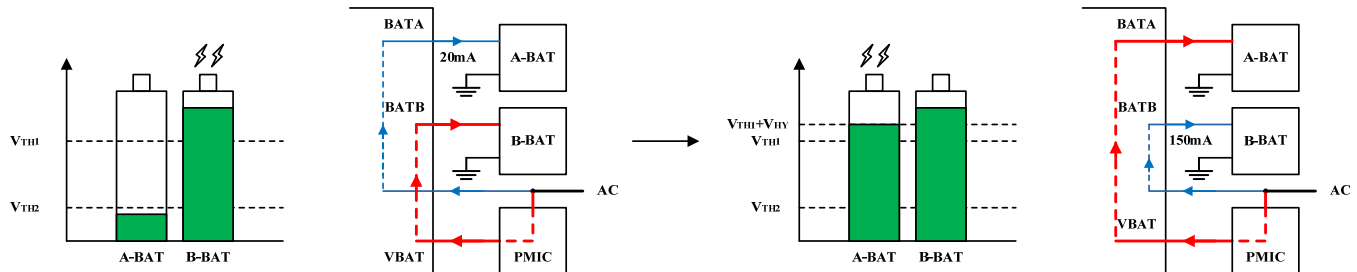 VTH1
VTH2
A-BAT
B-BAT
BATA
20mA
A-BAT
BATB
B-BAT
AC
VBAT
PMIC
VTH1+VHY
VTH1
VTH2
A-BAT
B-BAT
BATA
A-BAT
BATB
150mA
B-BAT
AC
VBAT
PMIC